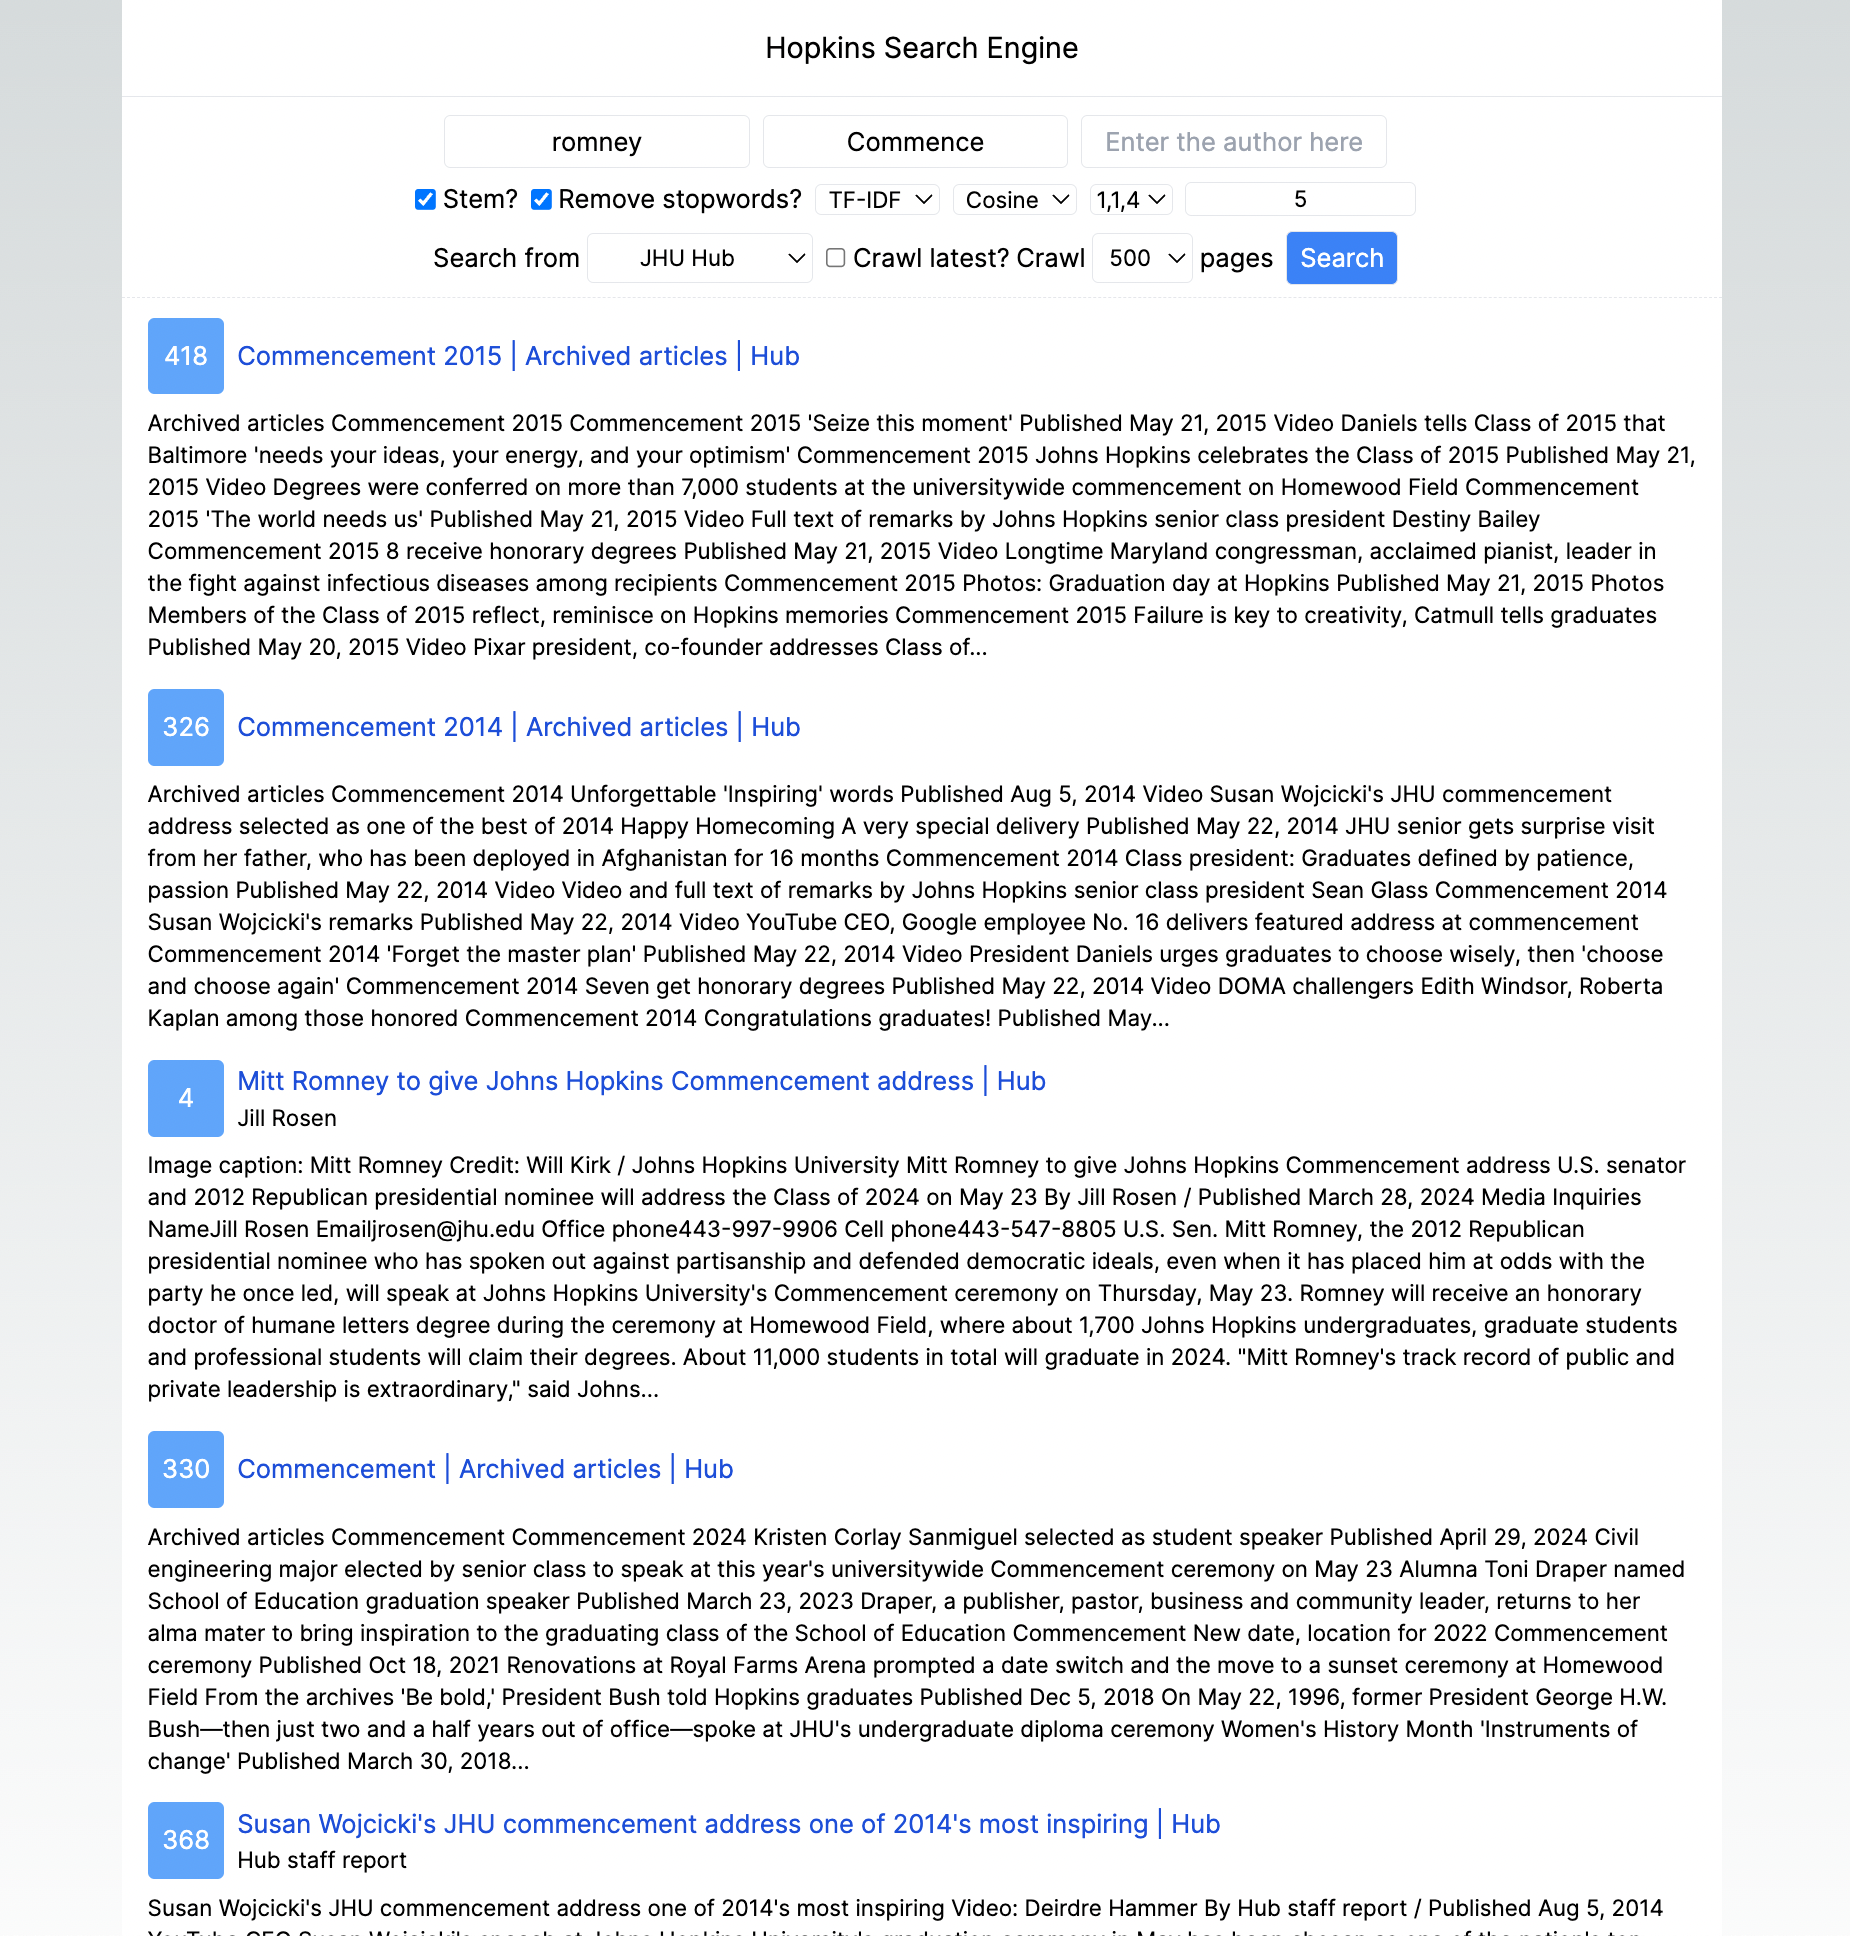 Hopkins Search Engine
romney Commence Enter the author here
Stem? Remove stopwords? TF-IDF Cosine 1,1,4 5
Search from JHU Hub Crawl latest? Crawl 500 pages Search
418 Commencement 2015 | Archived articles | Hub
Archived articles Commencement 2015 Commencement 2015 'Seize this moment' Published May 21, 2015 Video Daniels tells Class of 2015 that
Baltimore 'needs your ideas, your energy, and your optimism' Commencement 2015 Johns Hopkins celebrates the Class of 2015 Published May 21,
2015 Video Degrees were conferred on more than 7,000 students at the universitywide commencement on Homewood Field Commencement
2015 'The world needs us' Published May 21, 2015 Video Full text of remarks by Johns Hopkins senior class president Destiny Bailey
Commencement 2015 8 receive honorary degrees Published May 21, 2015 Video Longtime Maryland congressman, acclaimed pianist, leader in
the fight against infectious diseases among recipients Commencement 2015 Photos: Graduation day at Hopkins Published May 21, 2015 Photos
Members of the Class of 2015 reflect, reminisce on Hopkins memories Commencement 2015 Failure is key to creativity, Catmull tells graduates
Published May 20, 2015 Video Pixar president, co-founder addresses Class of...
326 Commencement 2014 | Archived articles | Hub
Archived articles Commencement 2014 Unforgettable 'Inspiring' words Published Aug 5, 2014 Video Susan Wojcicki's JHU commencement
address selected as one of the best of 2014 Happy Homecoming A very special delivery Published May 22, 2014 JHU senior gets surprise visit
from her father, who has been deployed in Afghanistan for 16 months Commencement 2014 Class president: Graduates defined by patience,
passion Published May 22, 2014 Video Video and full text of remarks by Johns Hopkins senior class president Sean Glass Commencement 2014
Susan Wojcicki's remarks Published May 22, 2014 Video YouTube CEO, Google employee No. 16 delivers featured address at commencement
Commencement 2014 'Forget the master plan' Published May 22, 2014 Video President Daniels urges graduates to choose wisely, then 'choose
and choose again' Commencement 2014 Seven get honorary degrees Published May 22, 2014 Video DOMA challengers Edith Windsor, Roberta
Kaplan among those honored Commencement 2014 Congratulations graduates! Published May...
4 Mitt Romney to give Johns Hopkins Commencement address | Hub
Jill Rosen
Image caption: Mitt Romney Credit: Will Kirk / Johns Hopkins University Mitt Romney to give Johns Hopkins Commencement address U.S. senator
and 2012 Republican presidential nominee will address the Class of 2024 on May 23 By Jill Rosen / Published March 28, 2024 Media Inquiries
NameJill Rosen Emailjrosen@jhu.edu Office phone443-997-9906 Cell phone443-547-8805 U.S. Sen. Mitt Romney, the 2012 Republican
presidential nominee who has spoken out against partisanship and defended democratic ideals, even when it has placed him at odds with the
party he once led, will speak at Johns Hopkins University's Commencement ceremony on Thursday, May 23. Romney will receive an honorary
doctor of humane letters degree during the ceremony at Homewood Field, where about 1,700 Johns Hopkins undergraduates, graduate students
and professional students will claim their degrees. About 11,000 students in total will graduate in 2024. "Mitt Romney's track record of public and
private leadership is extraordinary," said Johns...
330 Commencement | Archived articles | Hub
Archived articles Commencement Commencement 2024 Kristen Corlay Sanmiguel selected as student speaker Published April 29, 2024 Civil
engineering major elected by senior class to speak at this year's universitywide Commencement ceremony on May 23 Alumna Toni Draper named
School of Education graduation speaker Published March 23, 2023 Draper, a publisher, pastor, business and community leader, returns to her
alma mater to bring inspiration to the graduating class of the School of Education Commencement New date, location for 2022 Commencement
ceremony Published Oct 18, 2021 Renovations at Royal Farms Arena prompted a date switch and the move to a sunset ceremony at Homewood
Field From the archives 'Be bold,' President Bush told Hopkins graduates Published Dec 5, 2018 On May 22, 1996, former President George H.W.
Bush—then just two and a half years out of office—spoke at JHU's undergraduate diploma ceremony Women's History Month 'Instruments of
change' Published March 30, 2018...
368 Susan Wojcicki's JHU commencement address one of 2014's most inspiring | Hub
Hub staff report
Susan Wojcicki's JHU commencement address one of 2014's most inspiring Video: Deirdre Hammer By Hub staff report / Published Aug 5, 2014